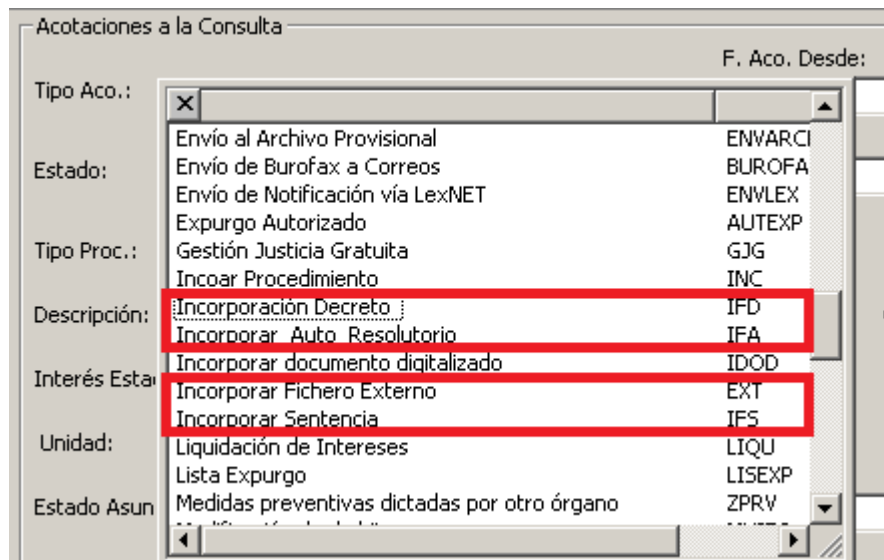 Acotaciones a la Consulta
F. Aco. Desde:
Tipo Aco.:
Envío al Archivo Provisional ENVARCI
Envío de Burofax a Correos BUROFA
Estado:
Envío de Notificación vía LexNET ENVLEX
Expurgo Autorizado AUTEXP
Tipo Proc.: Gestión Justicia Gratuita GJG
Incoar Procedimiento INC
Descripción: Incorporación Decreto IFD
Incorporar Auto Resolutorio IFA
Incorporar documento digitalizado IDOD
Interés Esta
Incorporar Fichero Externo EXT
Incorporar Sentencia IFS
Unidad: Liquidación de Intereses LIQU
Lista Expurgo LISEXP
Estado Asun Medidas preventivas dictadas por otro órgano ZPRV